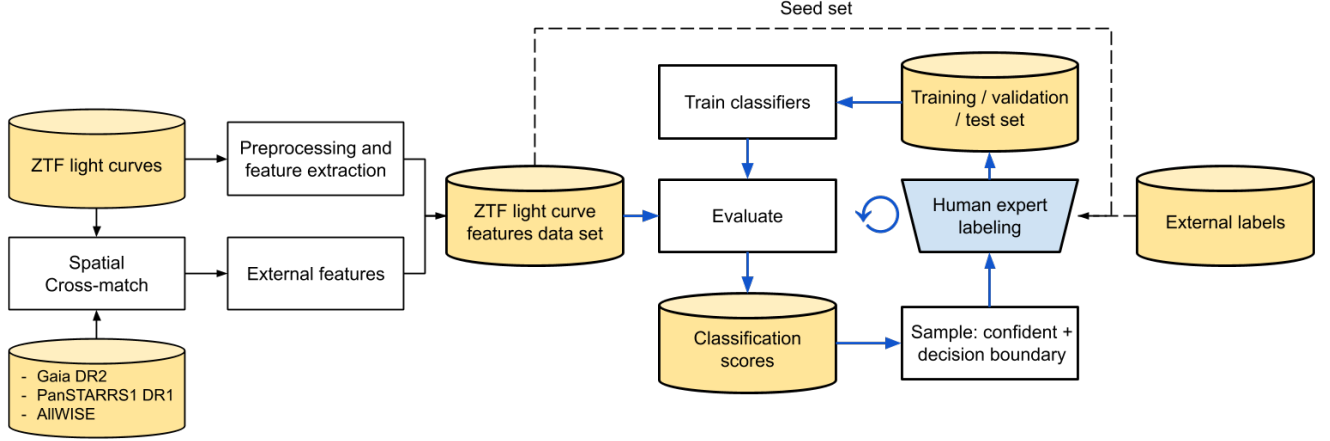 Seed set
ZTF light curves
Preprocessing and
feature extraction
Spatial
Cross-match
External features
- Gaia DR2
- PanSTARRS1 DR1
- AllWISE
ZTF light curve
features data set
Train classifiers
Evaluate
Classification
scores
Training / validation
/ test set
Human expert
labeling
Sample: confident +
decision boundary
External labels